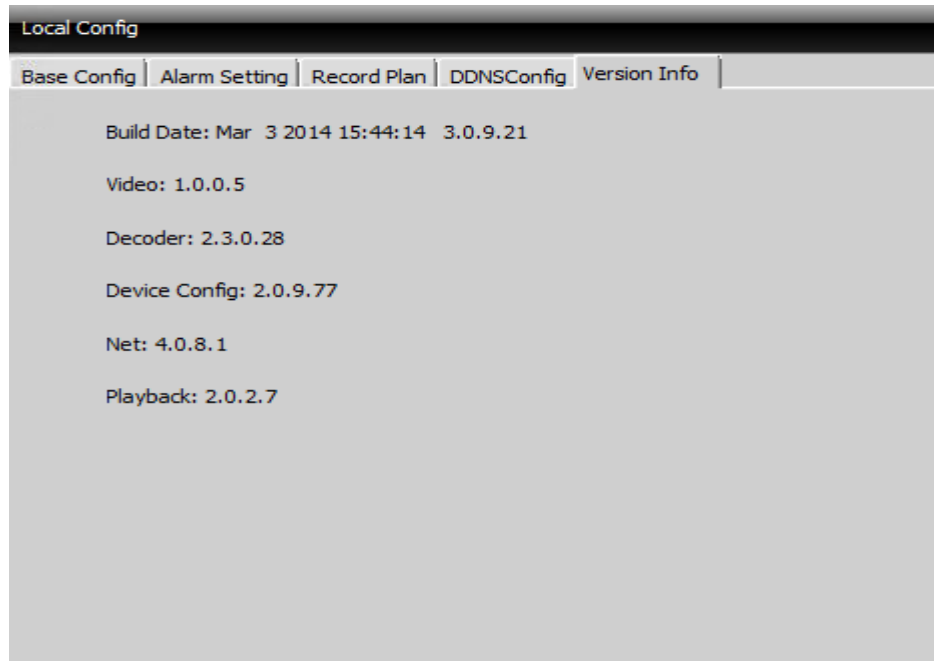 Local Config
Base Config Alarm Setting Record Plan DDNSConfig Version Info
Build Date: Mar  3 2014 15:44:14   3.0.9.21
Video: 1.0.0.5
Decoder: 2.3.0.28
Device Config: 2.0.9.77
Net: 4.0.8.1
Playback: 2.0.2.7